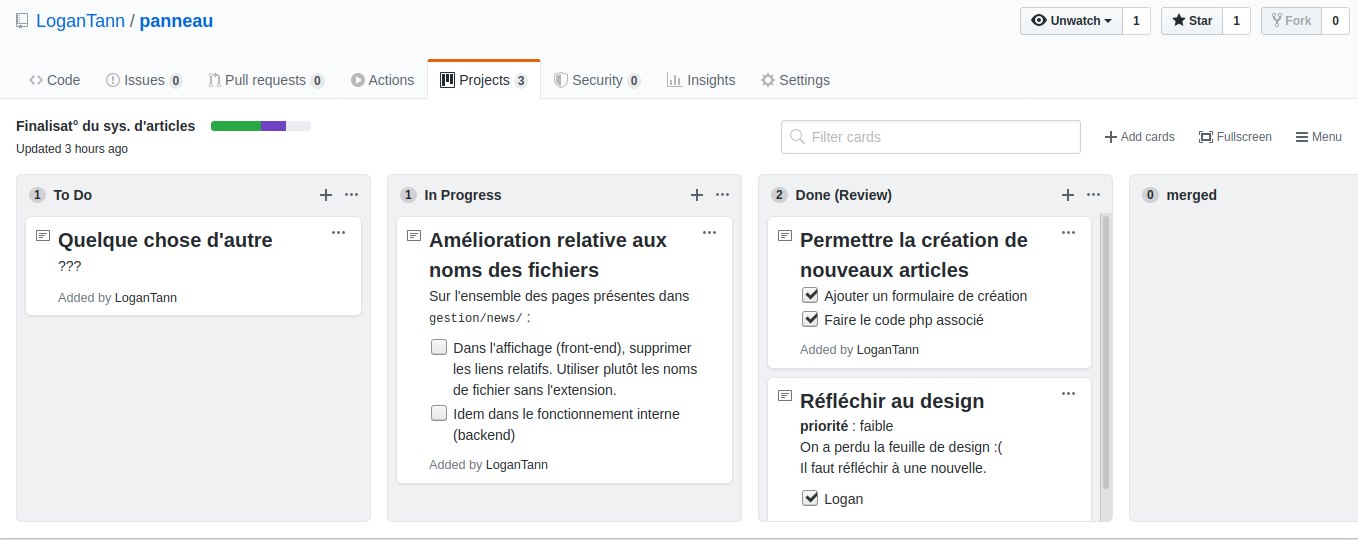 LoganTann / panneau
Unwatch 1 Star 1 Fork 0
Code Issues 0 Pull requests 0 Actions Projects 3 Security 0 Insights Settings
Finalisat° du sys. d'articles
Updated 3 hours ago
Filter cards
Add cards Fullscreen Menu
1 To Do
Quelque chose d'autre
???
Added by LoganTann
1 In Progress
Amélioration relative aux
noms des fichiers
Sur l'ensemble des pages présentes dans
gestion/news/ :
Dans l'affichage (front-end), supprimer
les liens relatifs. Utiliser plutôt les noms
de fichier sans l'extension.
Idem dans le fonctionnement interne
(backend)
Added by LoganTann
2 Done (Review)
Permettre la création de
nouveaux articles
Ajouter un formulaire de création
Faire le code php associé
Added by LoganTann
Réfléchir au design
priorité : faible
On a perdu la feuille de design :(
Il faut réfléchir à une nouvelle.
Logan
0 merged